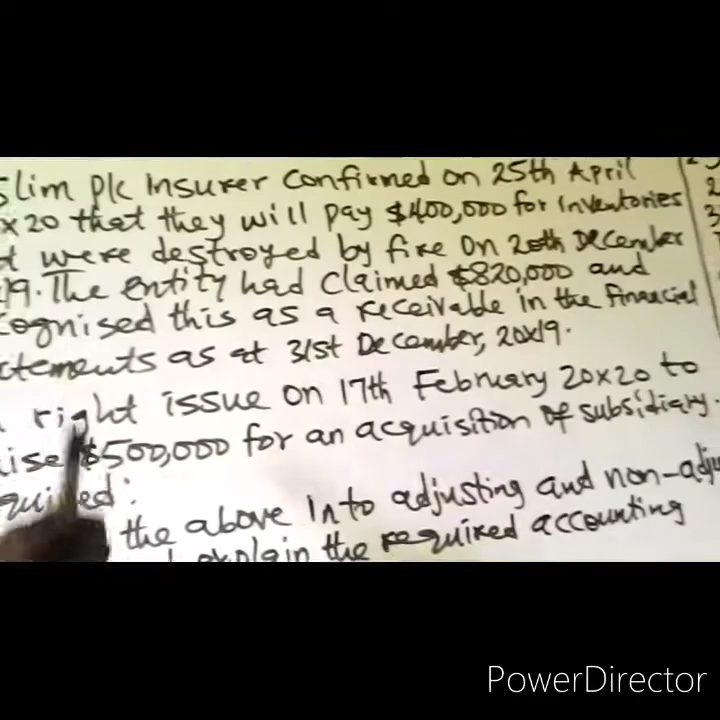 Slim plc Insurer Confirmed on 25th April
x20 that they will pay $400,000 for Inventories
t were destroyed by fire on 20th December
19. The entity had claimed $820,000 and
cognised this as a receivable in the financial
atements as at 31st December, 20x19.
right issue on 17th February 20x20 to
ise $500,000 for an acquisition of subsidiary.
quired:
the above into adjusting and non-adju
explain the required accounting
PowerDirector